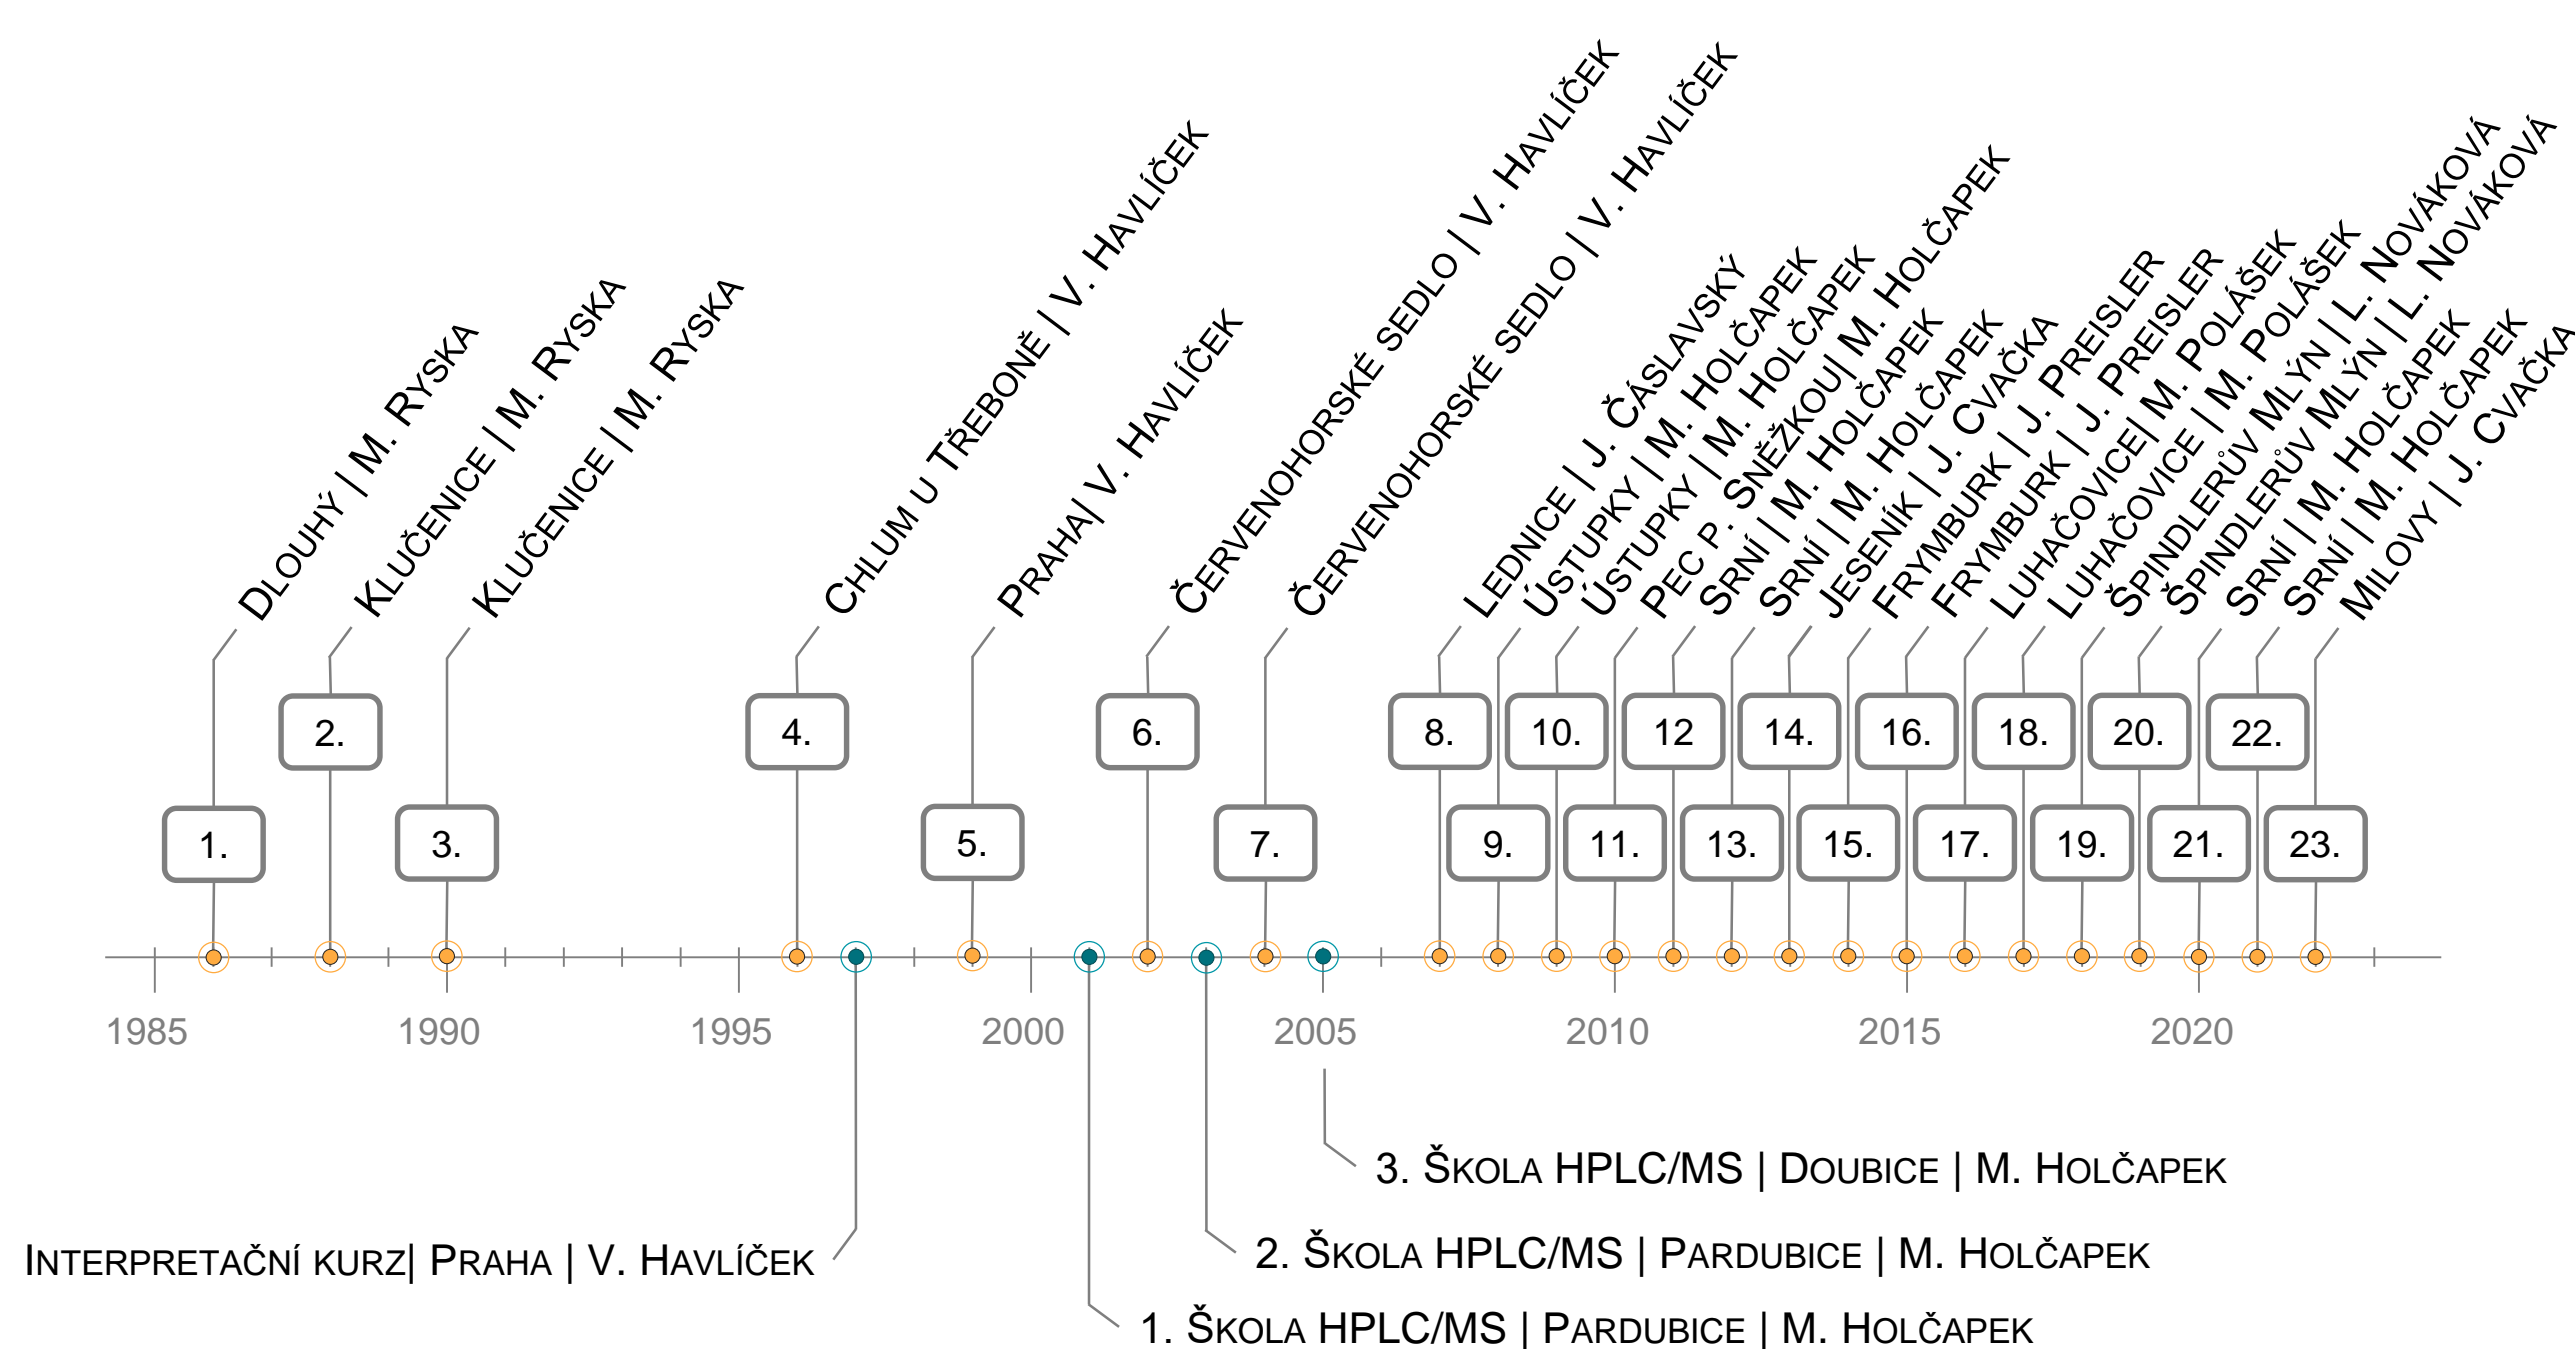 Dlouhý | M. Ryska
Klučenice | M. Ryska
Klučenice | M. Ryska
Chlum u Třeboně | V. Havlíček
Praha| V. Havlíček
Červenohorské sedlo | V. Havlíček
Červenohorské sedlo | V. Havlíček
Lednice | J. Čáslavský
Ústupky | M. Holčapek
Ústupky | M. Holčapek
Pec p. Sněžkou| M. Holčapek
Srní | M. Holčapek
Srní | M. Holčapek
Jeseník | J. Cvačka
Frymburk | J. Preisler
Frymburk | J. Preisler
Luhačovice| M. Polášek
Luhačovice | M. Polášek
Špindlerův Mlýn | L. Nováková
Špindlerův Mlýn | L. Nováková
Srní | M. Holčapek
Srní | M. Holčapek
Milovy | J. Cvačka
2. 4. 6. 8. 10. 12 14. 16. 18. 20. 22.
1. 3. 5. 7. 9. 11. 13. 15. 17. 19. 21. 23.
1985 1990 1995 2000 2005 2010 2015 2020
3. Škola HPLC/MS | Doubice | M. Holčapek
2. Škola HPLC/MS | Pardubice | M. Holčapek
Interpretační kurz| Praha | V. Havlíček
1. Škola HPLC/MS | Pardubice | M. Holčapek